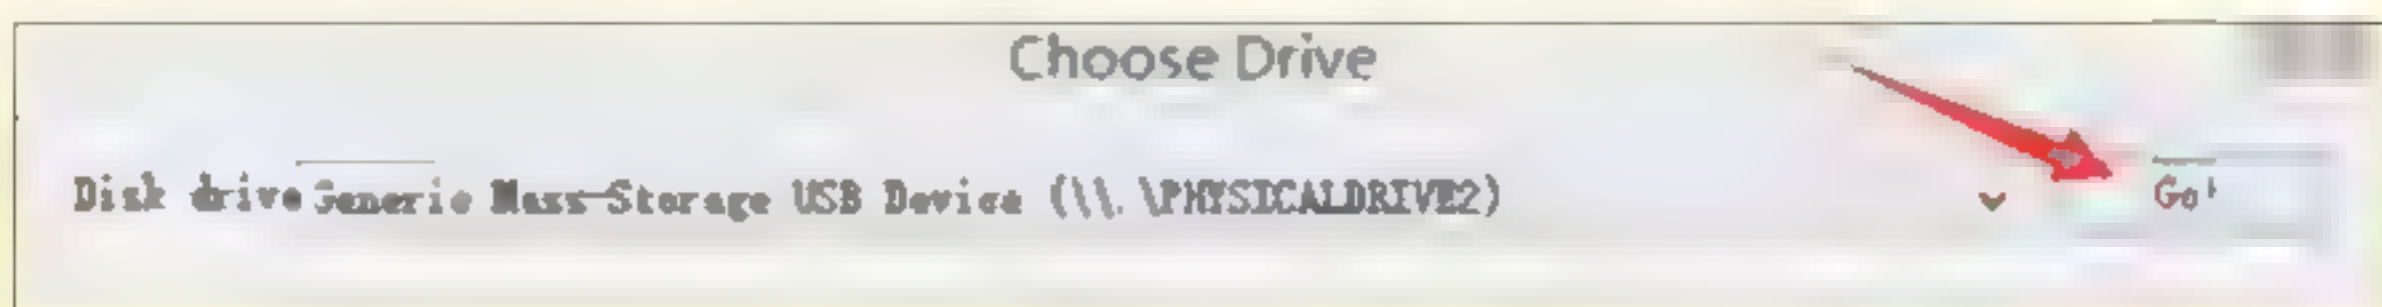 Choose Drive
Disk drive Generic Mass-Storage USB Device (\\.\PHYSICALDRIVE2)
Go!